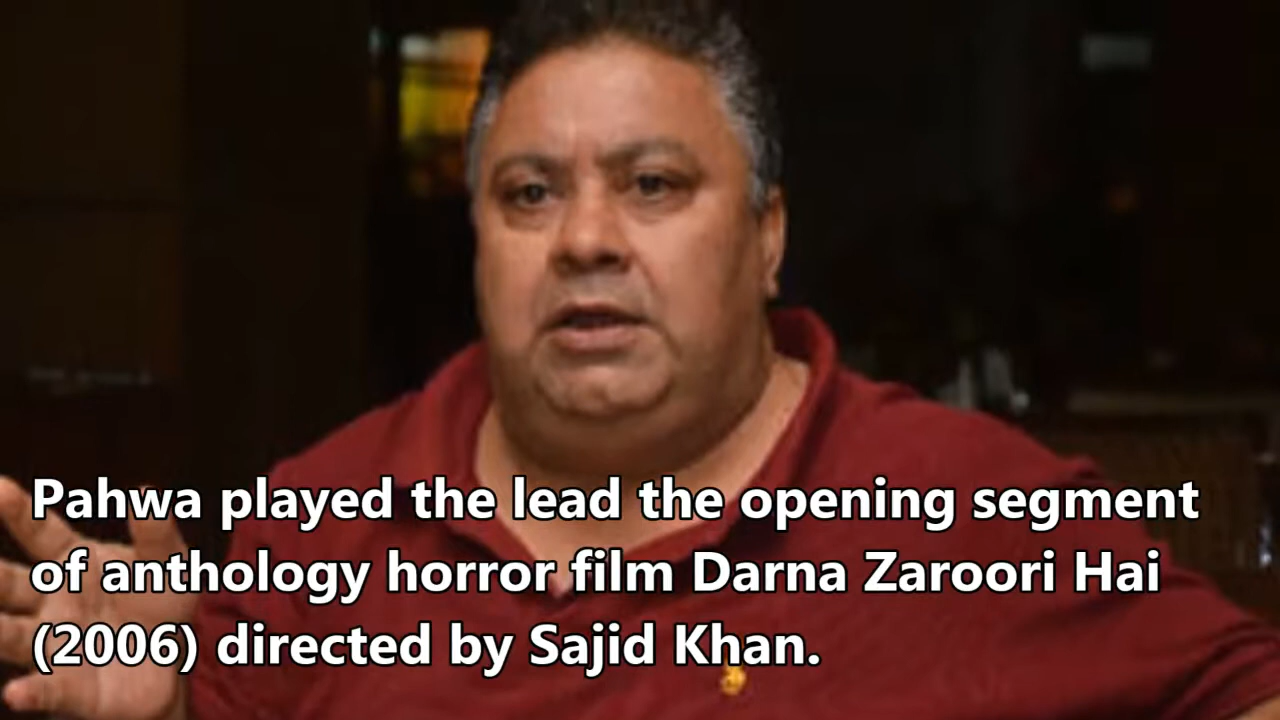 Pahwa played the lead the opening segment
of anthology horror film Darna Zaroori Hai
(2006) directed by Sajid Khan.